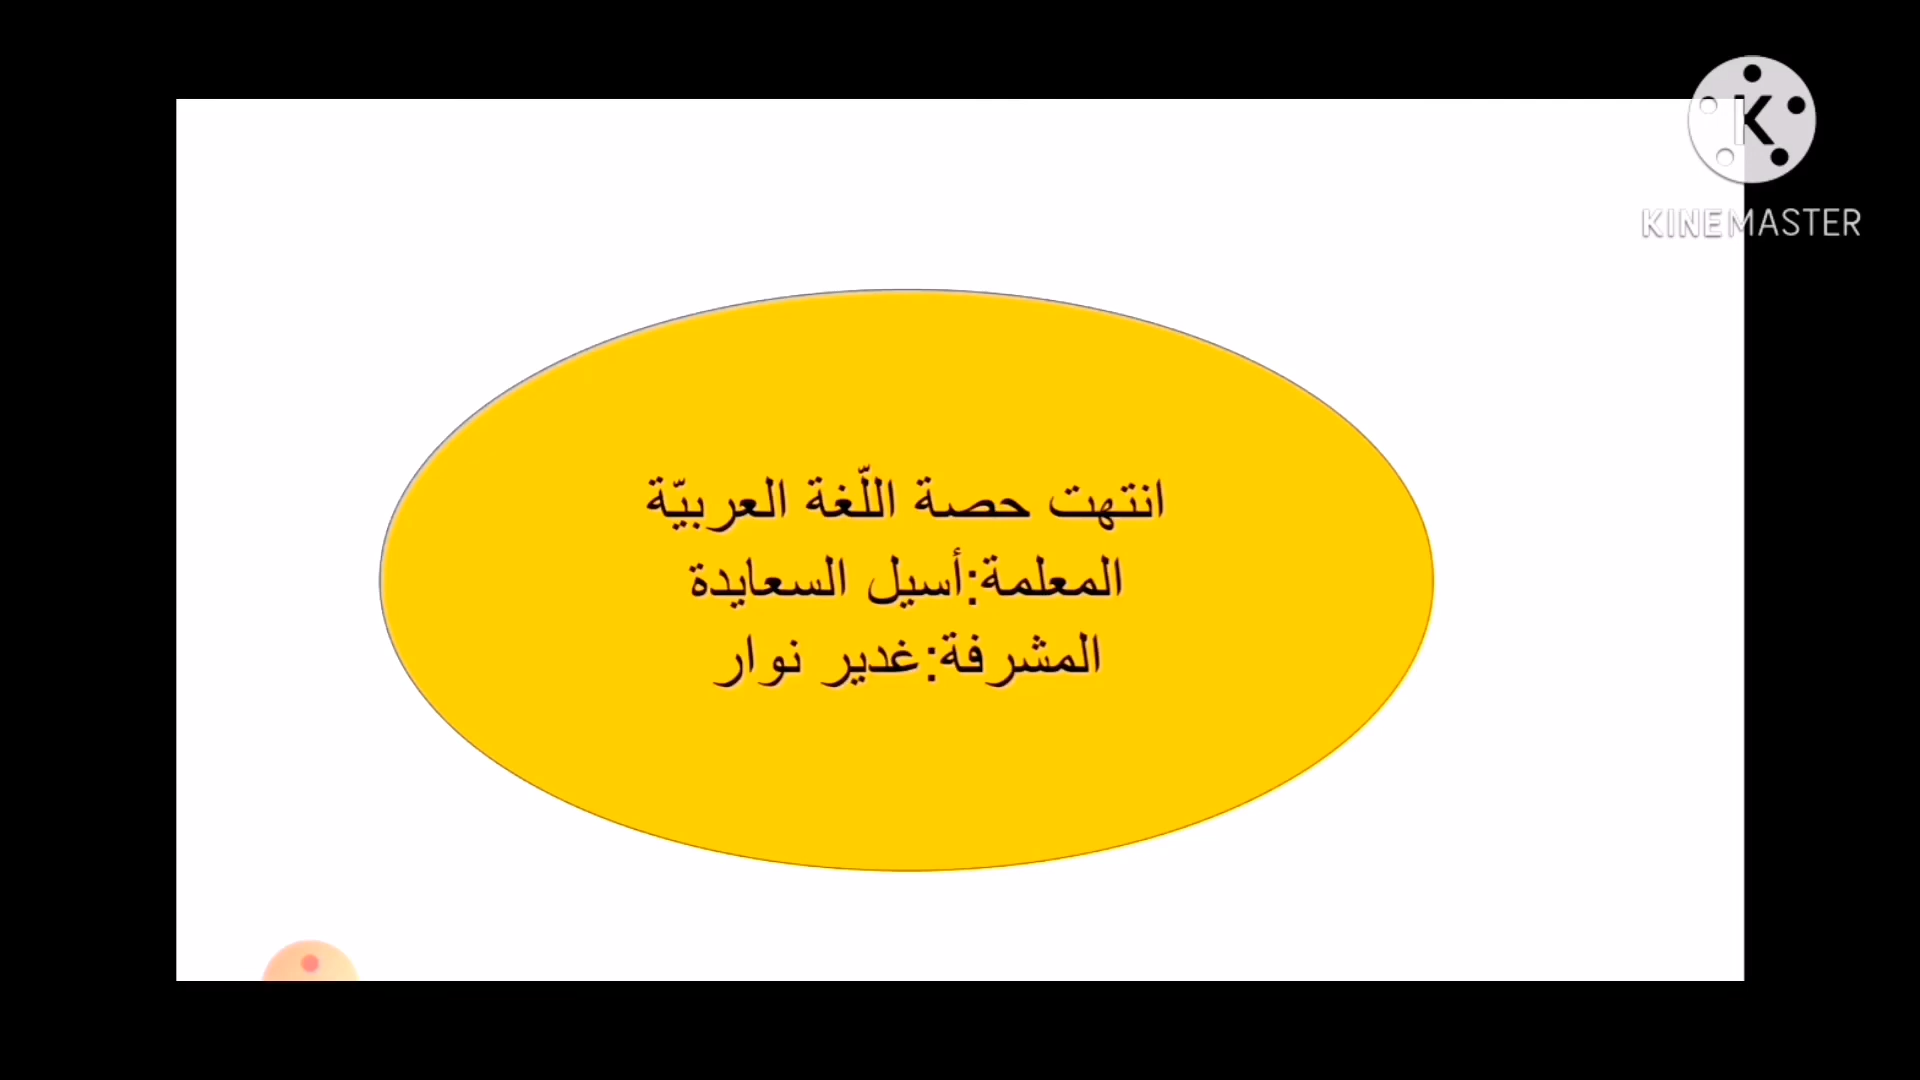 K
KINEMASTER
انتهت حصة اللّغة العربيّة
المعلمة:أسيل السعايدة
المشرفة:غدير نوار